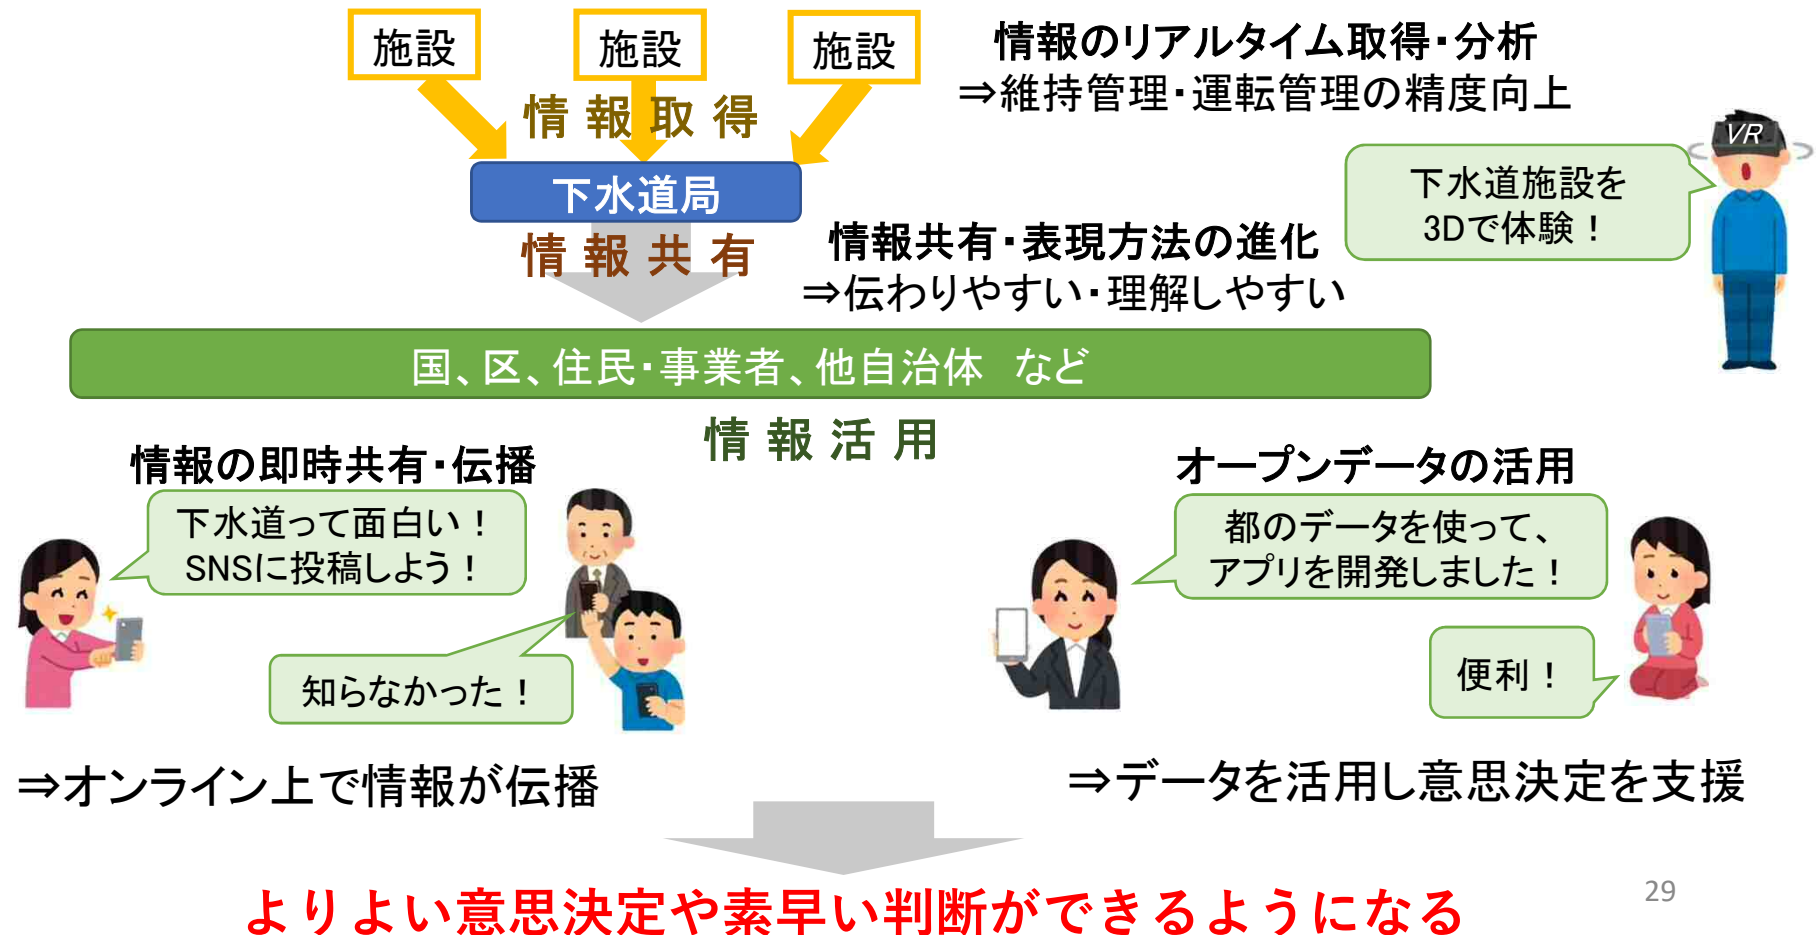 施設
施設
施設
情報のリアルタイム取得・分析
⇒維持管理・運転管理の精度向上
情報取得
VR
下水道局
下水道施設を
3Dで体験！
情報共有
情報共有・表現方法の進化
⇒伝わりやすい・理解しやすい
国、区、住民・事業者、他自治体　など
情報活用
情報の即時共有・伝播
下水道って面白い！
SNSに投稿しよう！
知らなかった！
⇒オンライン上で情報が伝播
オープンデータの活用
都のデータを使って、
アプリを開発しました！
便利！
⇒データを活用し意思決定を支援
よりよい意思決定や素早い判断ができるようになる
29